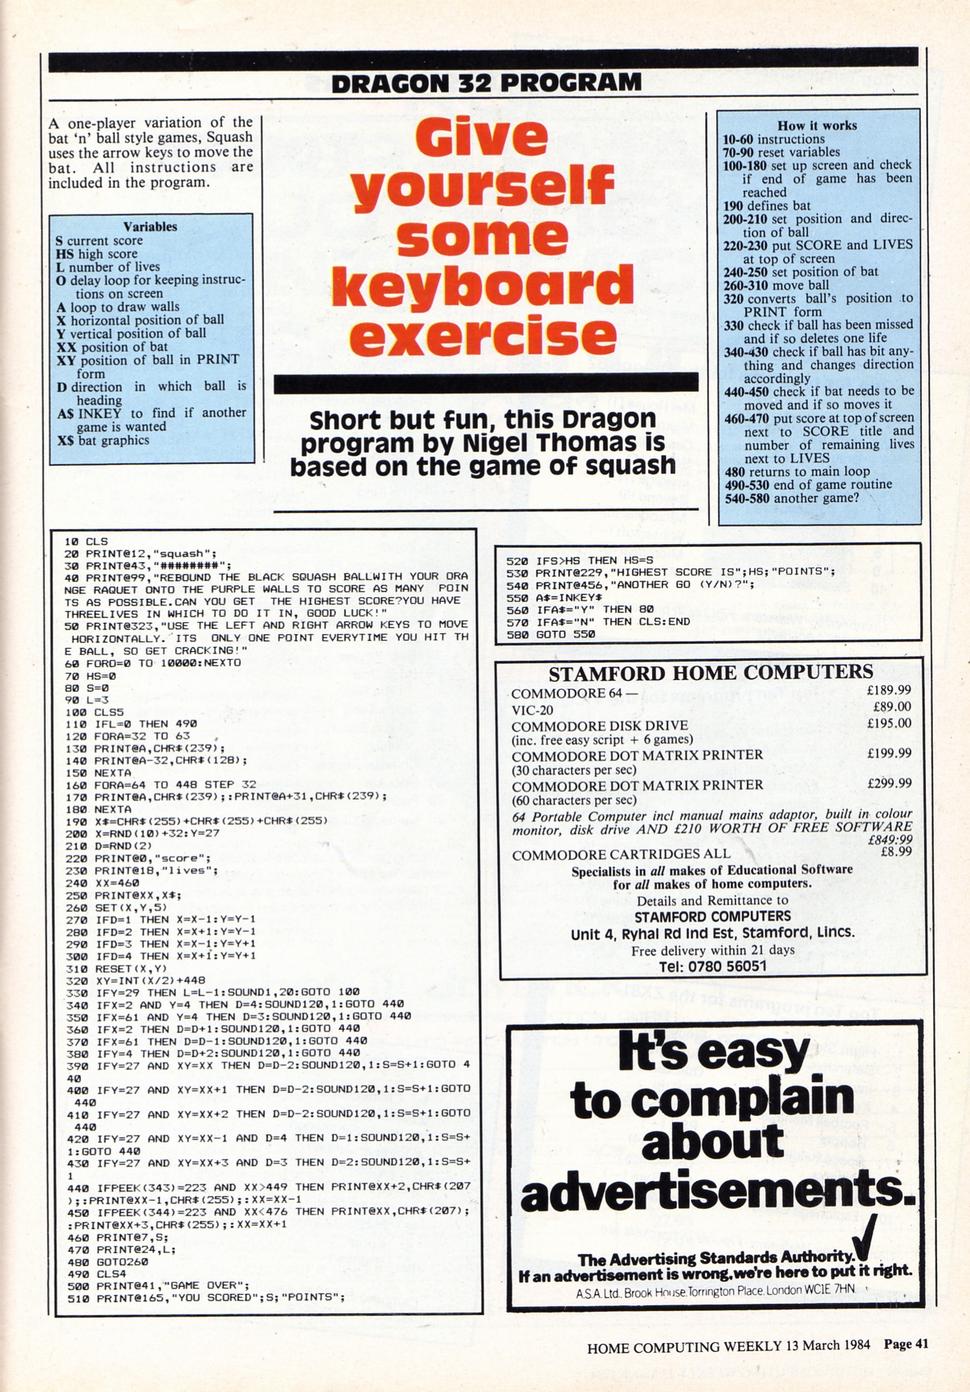 DRAGON 32 PROGRAM
A one-player variation of the
bat 'n' ball style games, Squash
uses the arrow keys to move the
bat. All instructions are
included in the program.
Variables
S current score
HS high score
L number of lives
O delay loop for keeping instruc-
tions on screen
A loop to draw walls
X horizontal position of ball
Y vertical position of ball
XX position of bat
XY position of ball in PRINT
form
D direction in which ball is
heading
A$ INKEY to find if another
game is wanted
X$ bat graphics
Give
yourself
some
keyboard
exercise
Short but fun, this Dragon
program by Nigel Thomas is
based on the game of squash
How it works
10-60 instructions
70-90 reset variables
100-180 set up screen and check
if end of game has been
reached
190 defines bat
200-210 set position and direc-
tion of ball
220-230 put SCORE and LIVES
at top of screen
240-250 set position of bat
260-310 move ball
320 converts ball's position to
PRINT form
330 check if ball has been missed
and if so deletes one life
340-430 check if ball has bit any-
thing and changes direction
accordingly
440-450 check if bat needs to be
moved and if so moves it
460-470 put score at top of screen
next to SCORE title and
number of remaining lives
next to LIVES
480 returns to main loop
490-530 end of game routine
540-580 another game?
10 CLS
20 PRINT@12,"squash";
30 PRINT@43,"########";
40 PRINT@99,"REBOUND THE BLACK SQUASH BALLWITH YOUR ORA
NGE RAQUET ONTO THE PURPLE WALLS TO SCORE AS MANY  POIN
TS AS POSSIBLE.CAN YOU GET  THE HIGHEST SCORE?YOU HAVE
THREELIVES IN WHICH TO DO IT IN, GOOD LUCK!"
50 PRINT@323,"USE THE LEFT AND RIGHT ARROW KEYS TO MOVE
HORIZONTALLY.  ITS  ONLY ONE POINT EVERYTIME YOU HIT TH
E BALL, SO GET CRACKING!"
60 FORO=0 TO 10000:NEXTO
70 HS=0
80 S=0
90 L=3
100 CLS5
110 IFL=0 THEN 490
120 FORA=32 TO 63
130 PRINT@A,CHR$(239);
140 PRINT@A-32,CHR$(128);
150 NEXTA
160 FORA=64 TO 448 STEP 32
170 PRINT@A,CHR$(239);:PRINT@A+31,CHR$(239);
180 NEXTA
190 X$=CHR$(255)+CHR$(255)+CHR$(255)
200 X=RND(10)+32:Y=27
210 D=RND(2)
220 PRINT@0,"score";
230 PRINT@18,"lives";
240 XX=460
250 PRINT@XX,X$;
260 SET(X,Y,5)
270 IFD=1 THEN X=X-1:Y=Y-1
280 IFD=2 THEN X=X+1:Y=Y-1
290 IFD=3 THEN X=X-1:Y=Y+1
300 IFD=4 THEN X=X+1:Y=Y+1
310 RESET(X,Y)
320 XY=INT(X/2)+448
330 IFY=29 THEN L=L-1:SOUND1,20:GOTO 100
340 IFX=2 AND Y=4 THEN D=4:SOUND120,1:GOTO 440
350 IFX=61 AND Y=4 THEN D=3:SOUND120,1:GOTO 440
360 IFX=2 THEN D=D+1:SOUND120,1:GOTO 440
370 IFX=61 THEN D=D-1:SOUND120,1:GOTO 440
380 IFY=4 THEN D=D+2:SOUND120,1:GOTO 440
390 IFY=27 AND XY=XX THEN D=D-2:SOUND120,1:S=S+1:GOTO 4
40
400 IFY=27 AND XY=XX+1 THEN D=D-2:SOUND120,1:S=S+1:GOTO
440
410 IFY=27 AND XY=XX+2 THEN D=D-2:SOUND120,1:S=S+1:GOTO
440
420 IFY=27 AND XY=XX-1 AND D=4 THEN D=1:SOUND120,1:S=S+
1:GOTO 440
430 IFY=27 AND XY=XX+3 AND D=3 THEN D=2:SOUND120,1:S=S+
1
440 IFPEEK(343)=223 AND XX>449 THEN PRINT@XX+2,CHR$(207
);:PRINT@XX-1,CHR$(255);:XX=XX-1
450 IFPEEK(344)=223 AND XX<476 THEN PRINT@XX,CHR$(207);
:PRINT@XX+3,CHR$(255);:XX=XX+1
460 PRINT@7,S;
470 PRINT@24,L;
480 GOTO260
490 CLS4
500 PRINT@41,"GAME OVER";
510 PRINT@165,"YOU SCORED";S;"POINTS";
520 IFS>HS THEN HS=S
530 PRINT@229,"HIGHEST SCORE IS";HS;"POINTS";
540 PRINT@456,"ANOTHER GO (Y/N)?";
550 A$=INKEY$
560 IFA$="Y" THEN 80
570 IFA$="N" THEN CLS:END
580 GOTO 550
STAMFORD HOME COMPUTERS
COMMODORE 64 — £189.99
VIC-20 £89.00
COMMODORE DISK DRIVE £195.00
(inc. free easy script + 6 games)
COMMODORE DOT MATRIX PRINTER £199.99
(30 characters per sec)
COMMODORE DOT MATRIX PRINTER £299.99
(60 characters per sec)
64 Portable Computer incl manual mains adaptor, built in colour
monitor, disk drive AND £210 WORTH OF FREE SOFTWARE
£849:99
COMMODORE CARTRIDGES ALL £8.99
Specialists in all makes of Educational Software
for all makes of home computers.
Details and Remittance to
STAMFORD COMPUTERS
Unit 4, Ryhal Rd Ind Est, Stamford, Lincs.
Free delivery within 21 days
Tel: 0780 56051
It's easy
to complain
about
advertisements.
The Advertising Standards Authority.
If an advertisement is wrong, we're here to put it right.
A.S.A. Ltd., Brook House, Torrington Place, London WC1E 7HN
HOME COMPUTING WEEKLY 13 March 1984 Page 41